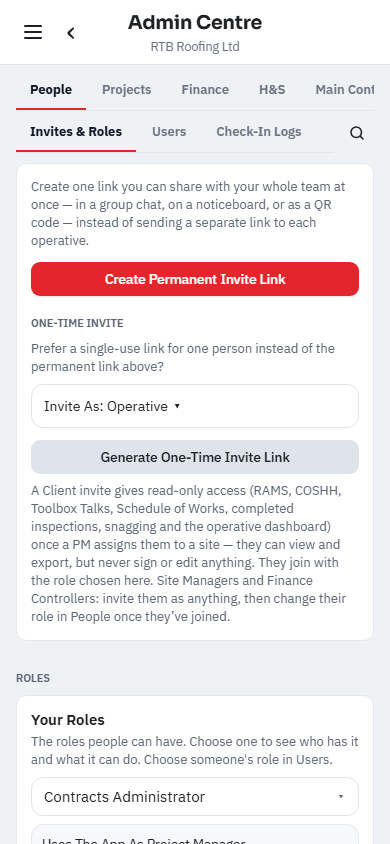 Admin Centre
RTB Roofing Ltd
People Projects Finance H&S Main Cont
Invites & Roles Users Check-In Logs
Create one link you can share with your whole team at
once — in a group chat, on a noticeboard, or as a QR
code — instead of sending a separate link to each
operative.
Create Permanent Invite Link
ONE-TIME INVITE
Prefer a single-use link for one person instead of the
permanent link above?
Invite As: Operative ▾
Generate One-Time Invite Link
A Client invite gives read-only access (RAMS, COSHH,
Toolbox Talks, Schedule of Works, completed
inspections, snagging and the operative dashboard)
once a PM assigns them to a site — they can view and
export, but never sign or edit anything. They join with
the role chosen here. Site Managers and Finance
Controllers: invite them as anything, then change their
role in People once they’ve joined.
ROLES
Your Roles
The roles people can have. Choose one to see who has it
and what it can do. Choose someone's role in Users.
Contracts Administrator
Uses The App As Project Manager